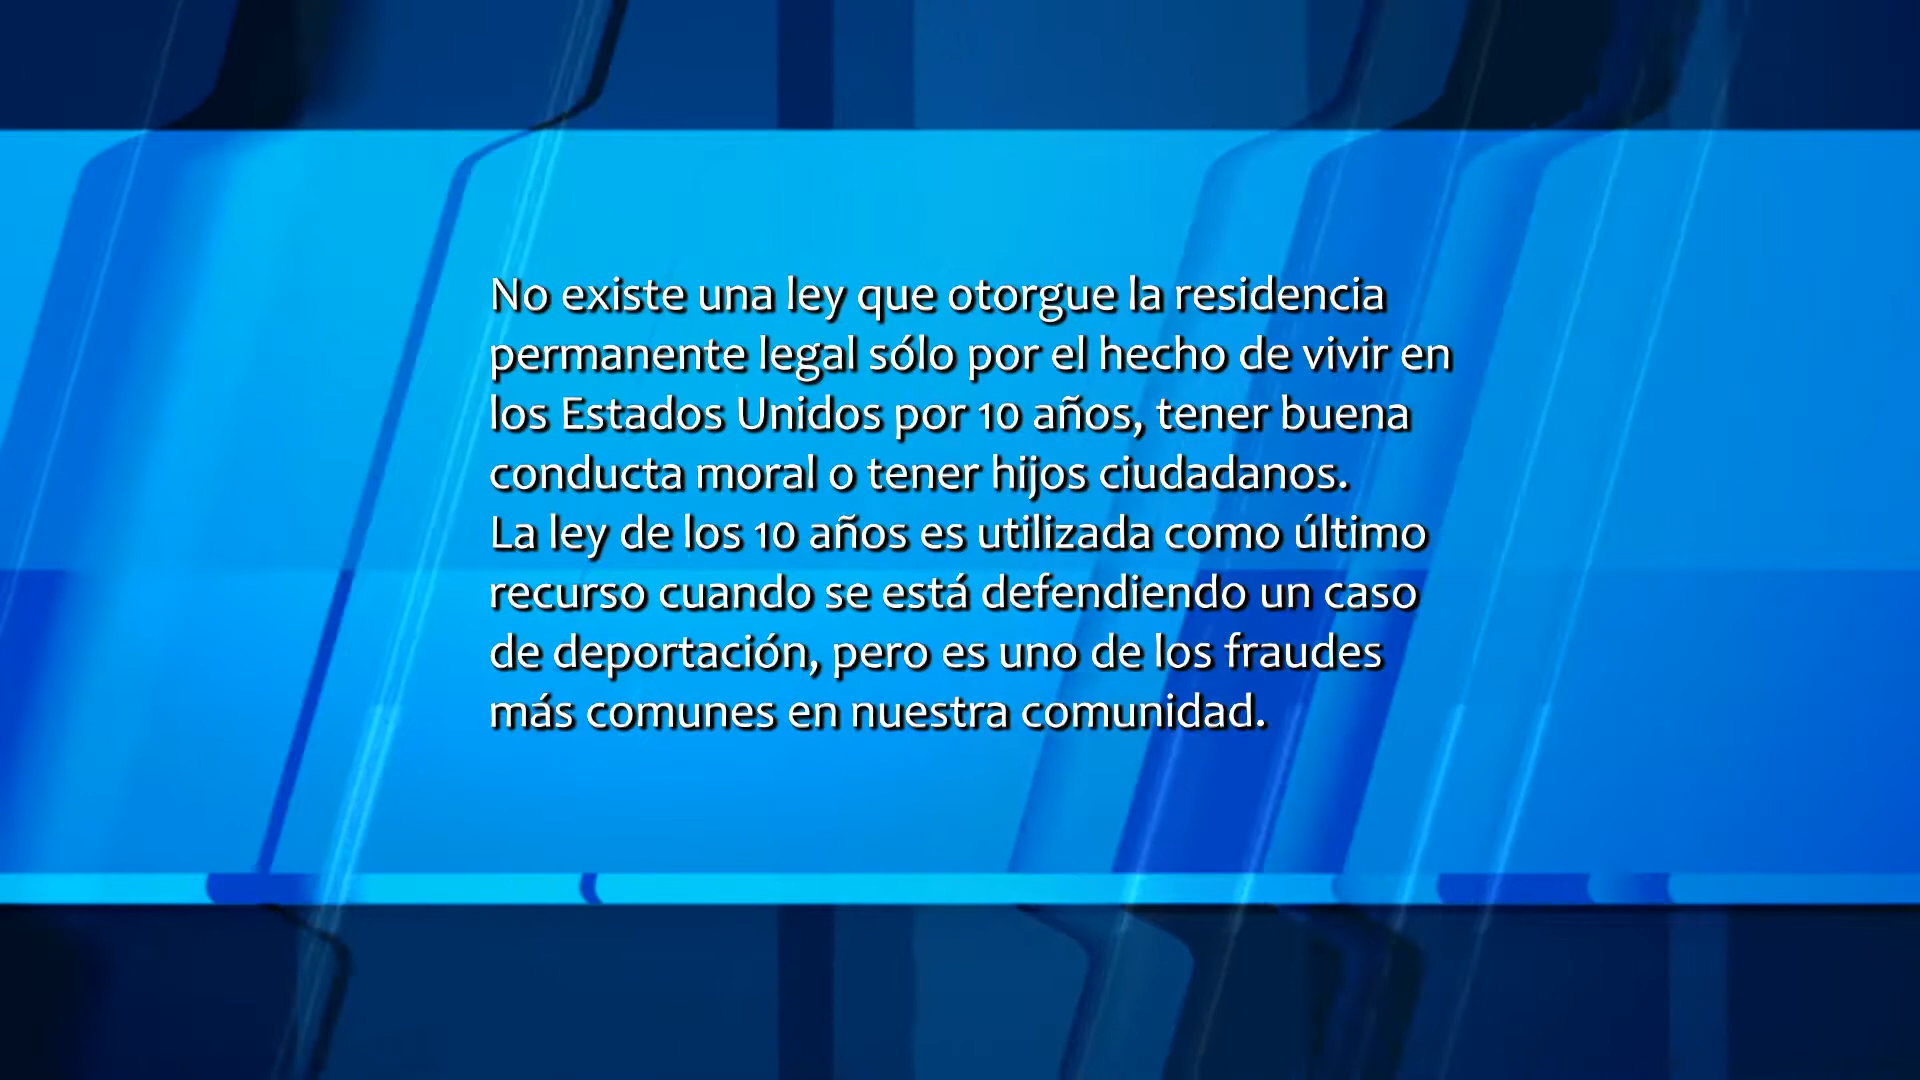 No existe una ley que otorgue la residencia
permanente legal sólo por el hecho de vivir en
los Estados Unidos por 10 años, tener buena
conducta moral o tener hijos ciudadanos.
La ley de los 10 años es utilizada como último
recurso cuando se está defendiendo un caso
de deportación, pero es uno de los fraudes
más comunes en nuestra comunidad.